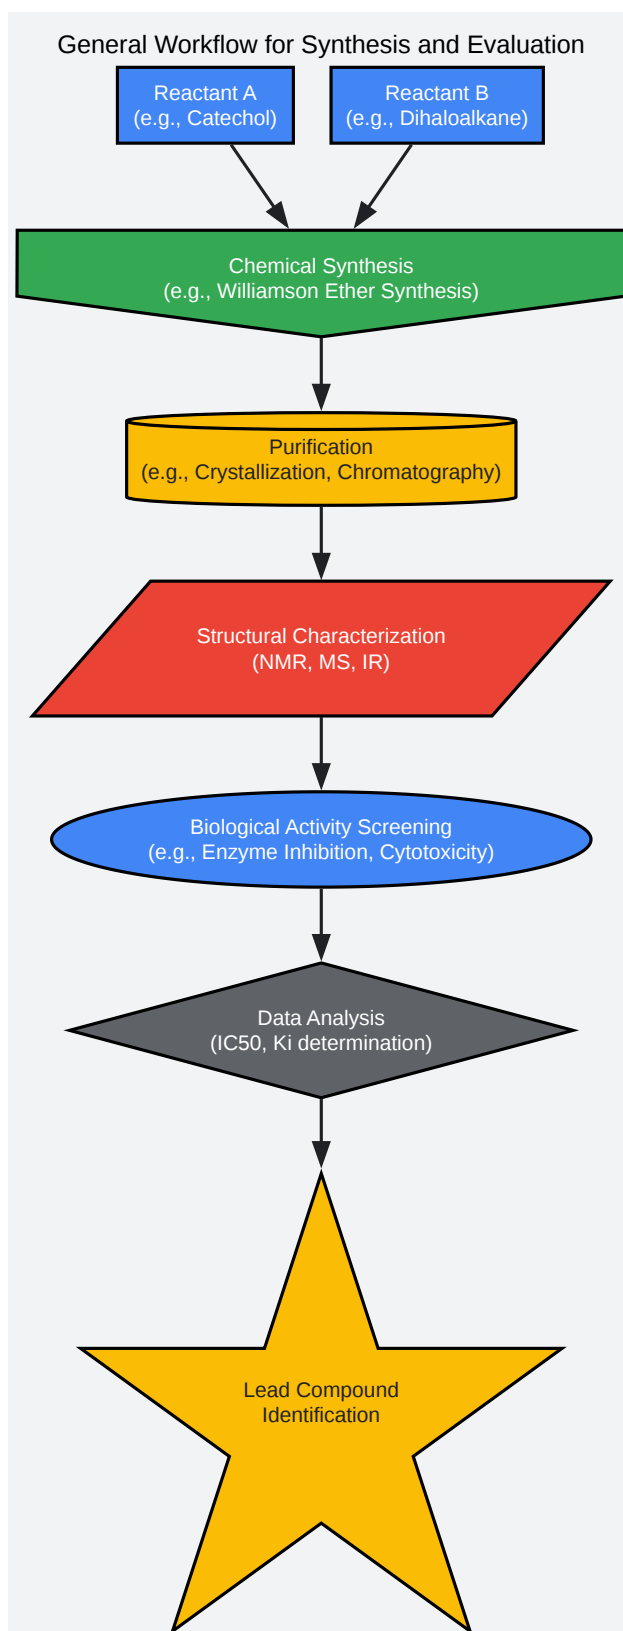 General Workflow for Synthesis and Evaluation
Reactant A
(e.g., Catechol)
Reactant B
(e.g., Dihaloalkane)
Chemical Synthesis
(e.g., Williamson Ether Synthesis)
Purification
(e.g., Crystallization, Chromatography)
Structural Characterization
(NMR, MS, IR)
Biological Activity Screening
(e.g., Enzyme Inhibition, Cytotoxicity)
Data Analysis
(IC50, Ki determination)
Lead Compound
Identification